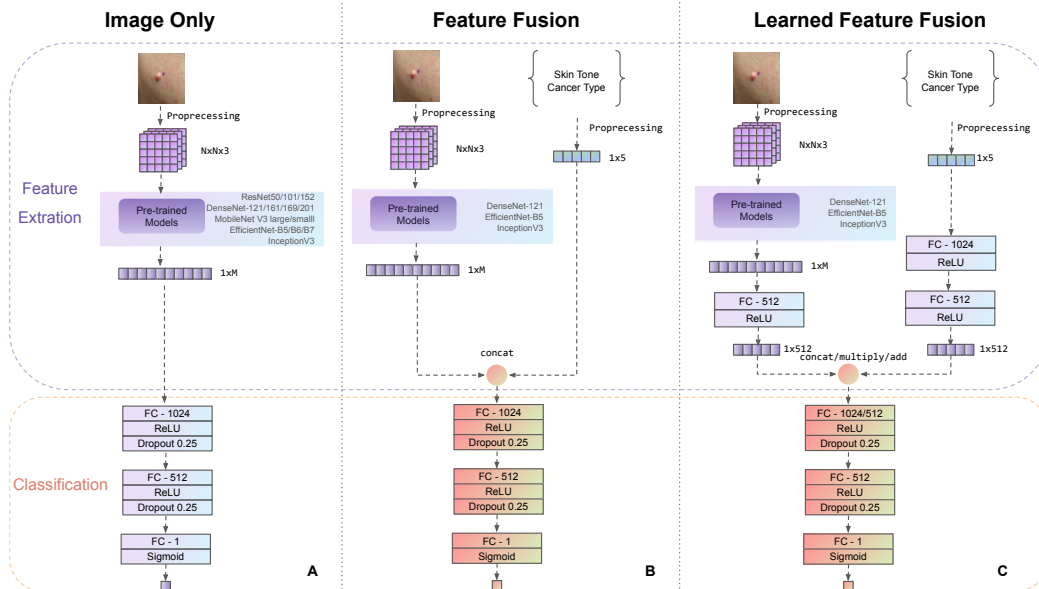 Image Only
Feature Fusion
Learned Feature Fusion
Feature
Extration
Classification
Proprecessing
NxNx3
Pre-trained
Models
ResNet50/101/152
DenseNet-121/161/169/201
MobileNet V3 large/smalll
EfficientNet-B5/B6/B7
InceptionV3
1xM
FC - 1024
ReLU
Dropout 0.25
FC - 512
ReLU
Dropout 0.25
FC - 1
Sigmoid
A
Skin Tone
Cancer Type
Proprecessing
Proprecessing
NxNx3
1x5
Pre-trained
Models
DenseNet-121
EfficientNet-B5
InceptionV3
1xM
concat
FC - 1024
ReLU
Dropout 0.25
FC - 512
ReLU
Dropout 0.25
FC - 1
Sigmoid
B
Skin Tone
Cancer Type
Proprecessing
Proprecessing
NxNx3
1x5
Pre-trained
Models
DenseNet-121
EfficientNet-B5
InceptionV3
1xM
FC - 512
ReLU
1x512
FC - 1024
ReLU
FC - 512
ReLU
1x512
concat/multiply/add
FC - 1024/512
ReLU
Dropout 0.25
FC - 512
ReLU
Dropout 0.25
FC - 1
Sigmoid
C